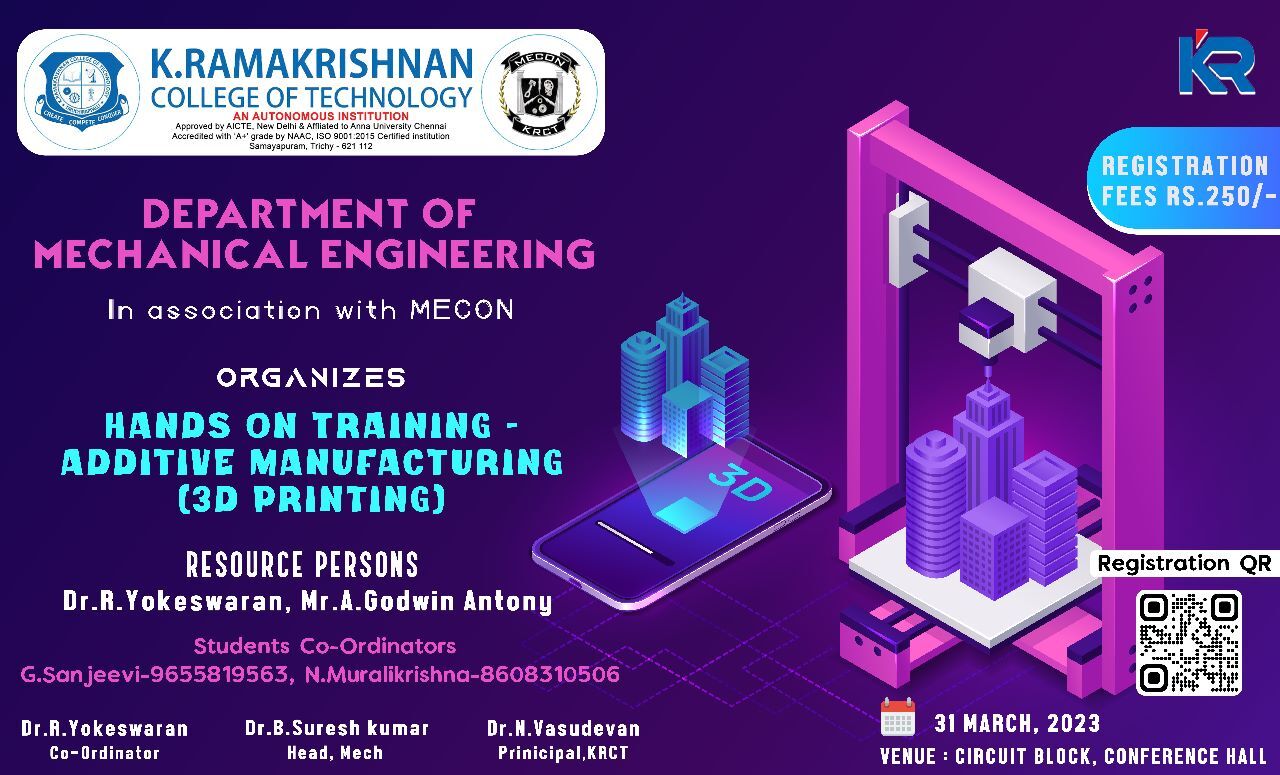 K.RAMAKRISHNAN
COLLEGE OF TECHNOLOGY
AN AUTONOMOUS INSTITUTION
Approved by AICTE, New Delhi & Affliated to Anna University Chennai
Accredited with 'A+' grade by NAAC, ISO 9001:2015 Certified institution
Samayapuram, Trichy - 621 112
CREATE COMPETE CONQUER
MECON
KRCT
KR
REGISTRATION
FEES RS.250/-
DEPARTMENT OF
MECHANICAL ENGINEERING
In association with MECON
ORGANIZES
HANDS ON TRAINING -
ADDITIVE MANUFACTURING
(3D PRINTING)
3D
RESOURCE PERSONS
Dr.R.Yokeswaran, Mr.A.Godwin Antony
Students Co-Ordinators
G.Sanjeevi-9655819563, N.Muralikrishna-8608310506
Dr.R.Yokeswaran
Co-Ordinator
Dr.B.Suresh kumar
Head, Mech
Dr.N.Vasudevan
Prinicipal,KRCT
Registration QR
31 MARCH, 2023
VENUE : CIRCUIT BLOCK, CONFERENCE HALL